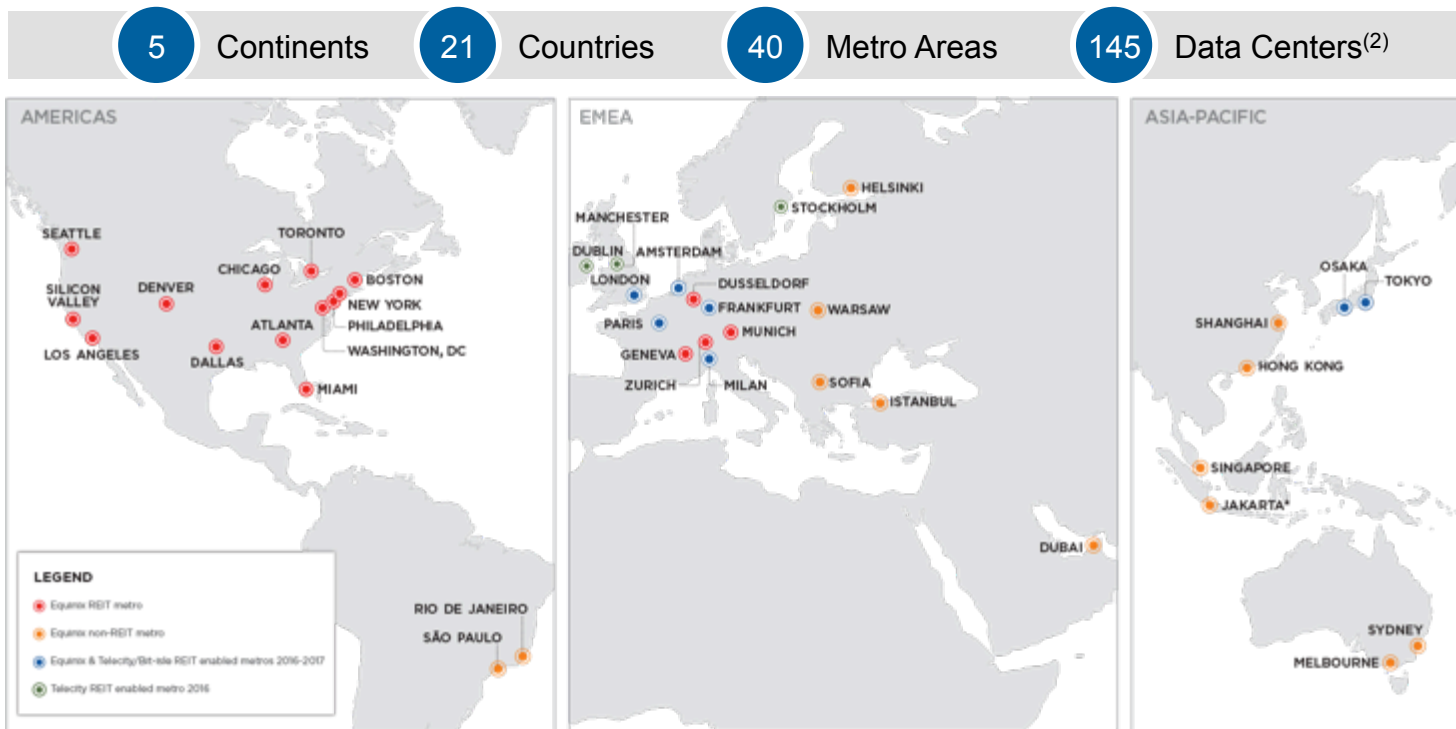 5 Continents 21 Countries 40 Metro Areas 145 Data Centers(2)
AMERICAS
SEATTLE
TORONTO
CHICAGO
BOSTON
SILICON
VALLEY
DENVER
NEW YORK
ATLANTA
PHILADELPHIA
LOS ANGELES
DALLAS
WASHINGTON, DC
MIAMI
RIO DE JANEIRO
SÃO PAULO
LEGEND
Equinix REIT metro
Equinix non-REIT metro
Equinix & Telecity/Bit-isle REIT enabled metros 2016-2017
Telecity REIT enabled metro 2016
EMEA
HELSINKI
STOCKHOLM
MANCHESTER
DUBLIN
AMSTERDAM
LONDON
DUSSELDORF
FRANKFURT
WARSAW
PARIS
MUNICH
GENEVA
ZURICH
MILAN
SOFIA
ISTANBUL
DUBAI
ASIA-PACIFIC
OSAKA
TOKYO
SHANGHAI
HONG KONG
SINGAPORE
JAKARTA*
SYDNEY
MELBOURNE